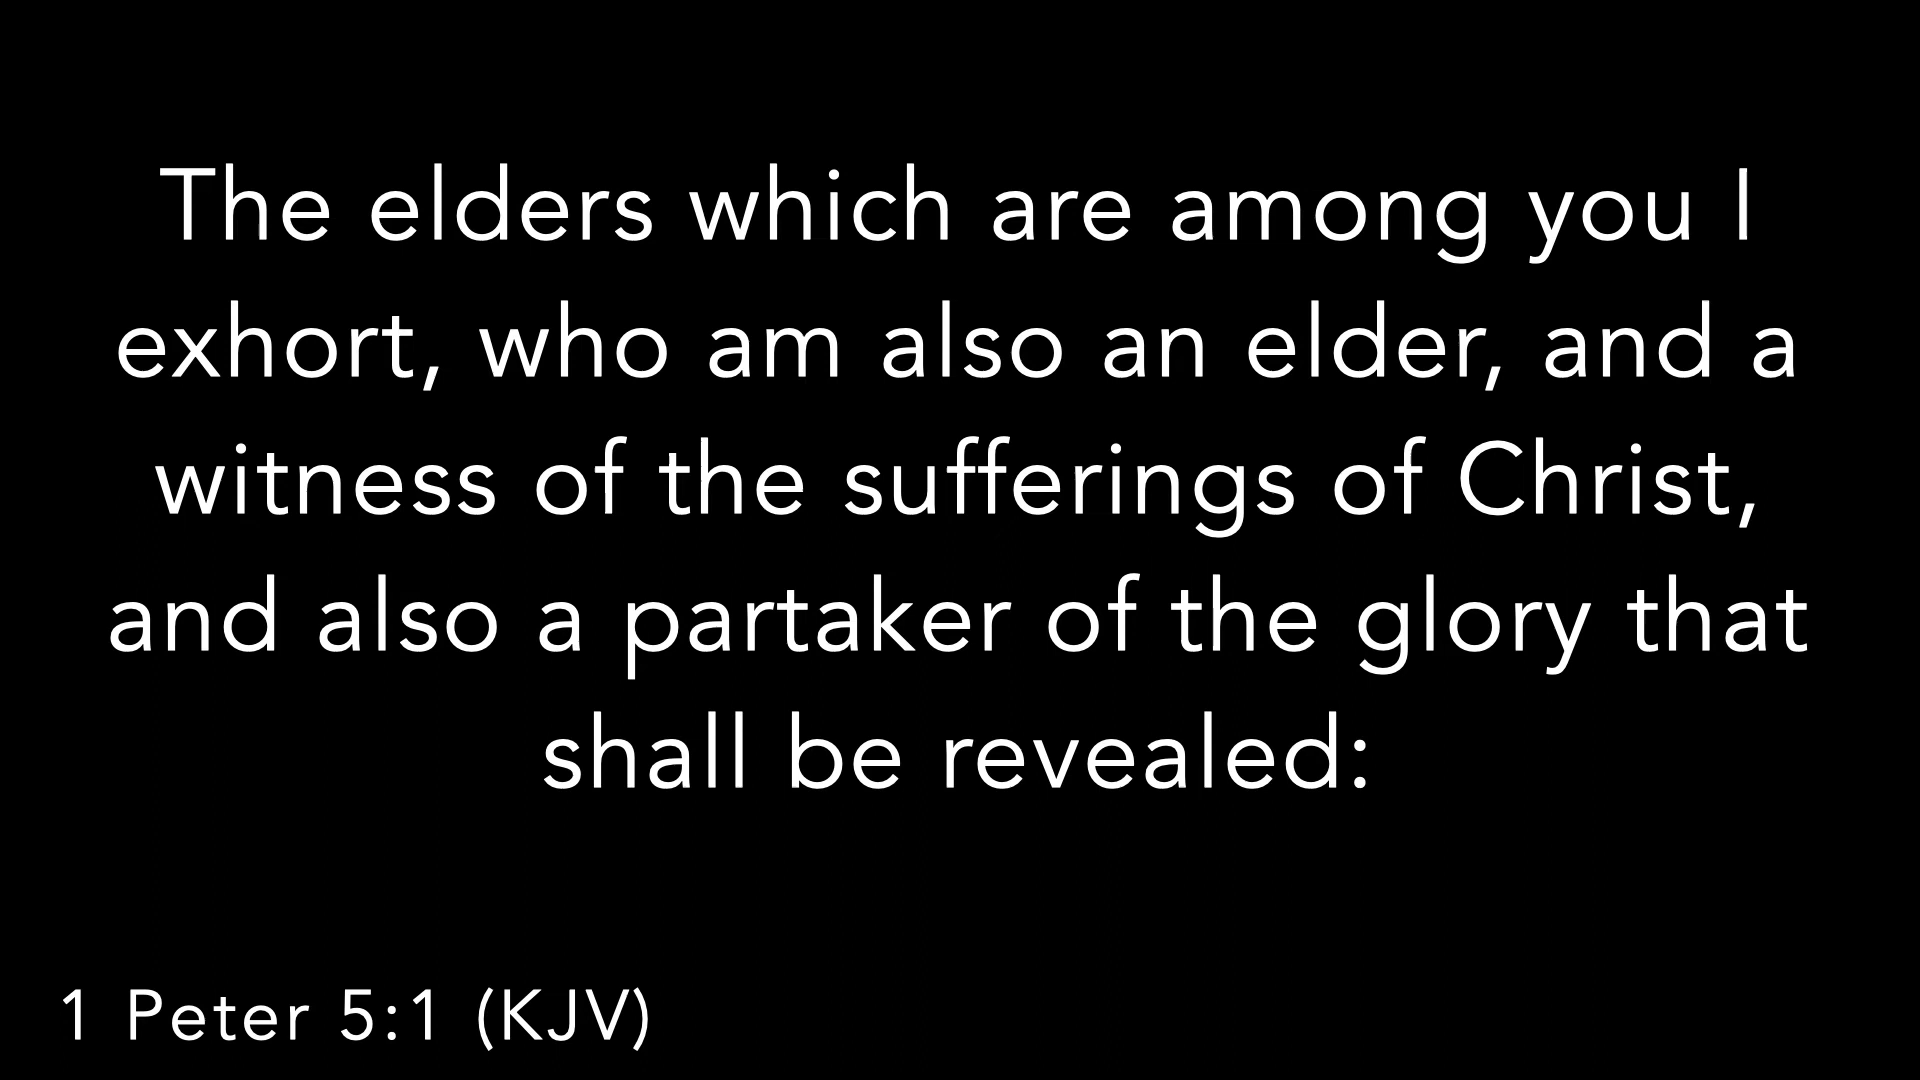 The elders which are among you I
exhort, who am also an elder, and a
witness of the sufferings of Christ,
and also a partaker of the glory that
shall be revealed:
1 Peter 5:1 (KJV)